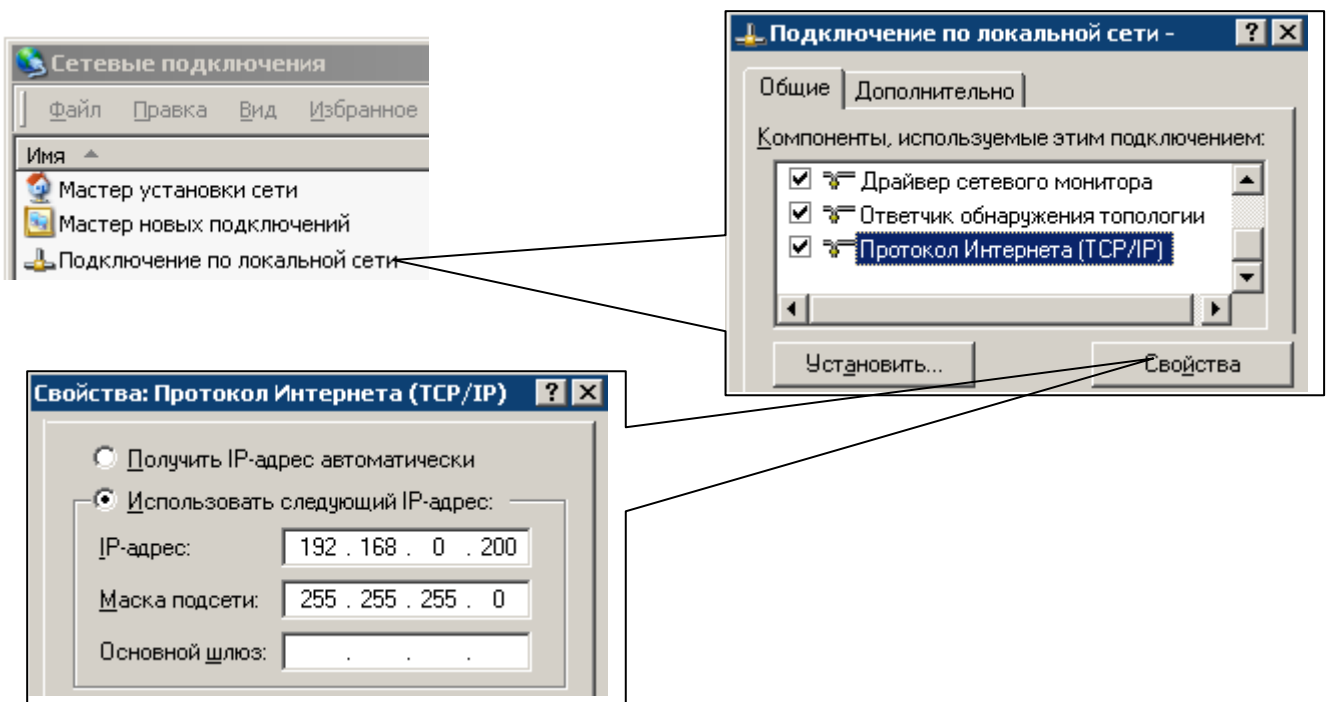 Сетевые подключения
Файл Правка Вид Избранное
Имя
Мастер установки сети
Мастер новых подключений
Подключение по локальной сети
Подключение по локальной сети -
Общие Дополнительно
Компоненты, используемые этим подключением:
Драйвер сетевого монитора
Ответчик обнаружения топологии
Протокол Интернета (TCP/IP)
Установить... Свойства
Свойства: Протокол Интернета (TCP/IP)
Получить IP-адрес автоматически
Использовать следующий IP-адрес:
IP-адрес: 192 . 168 . 0 . 200
Маска подсети: 255 . 255 . 255 . 0
Основной шлюз: . . .